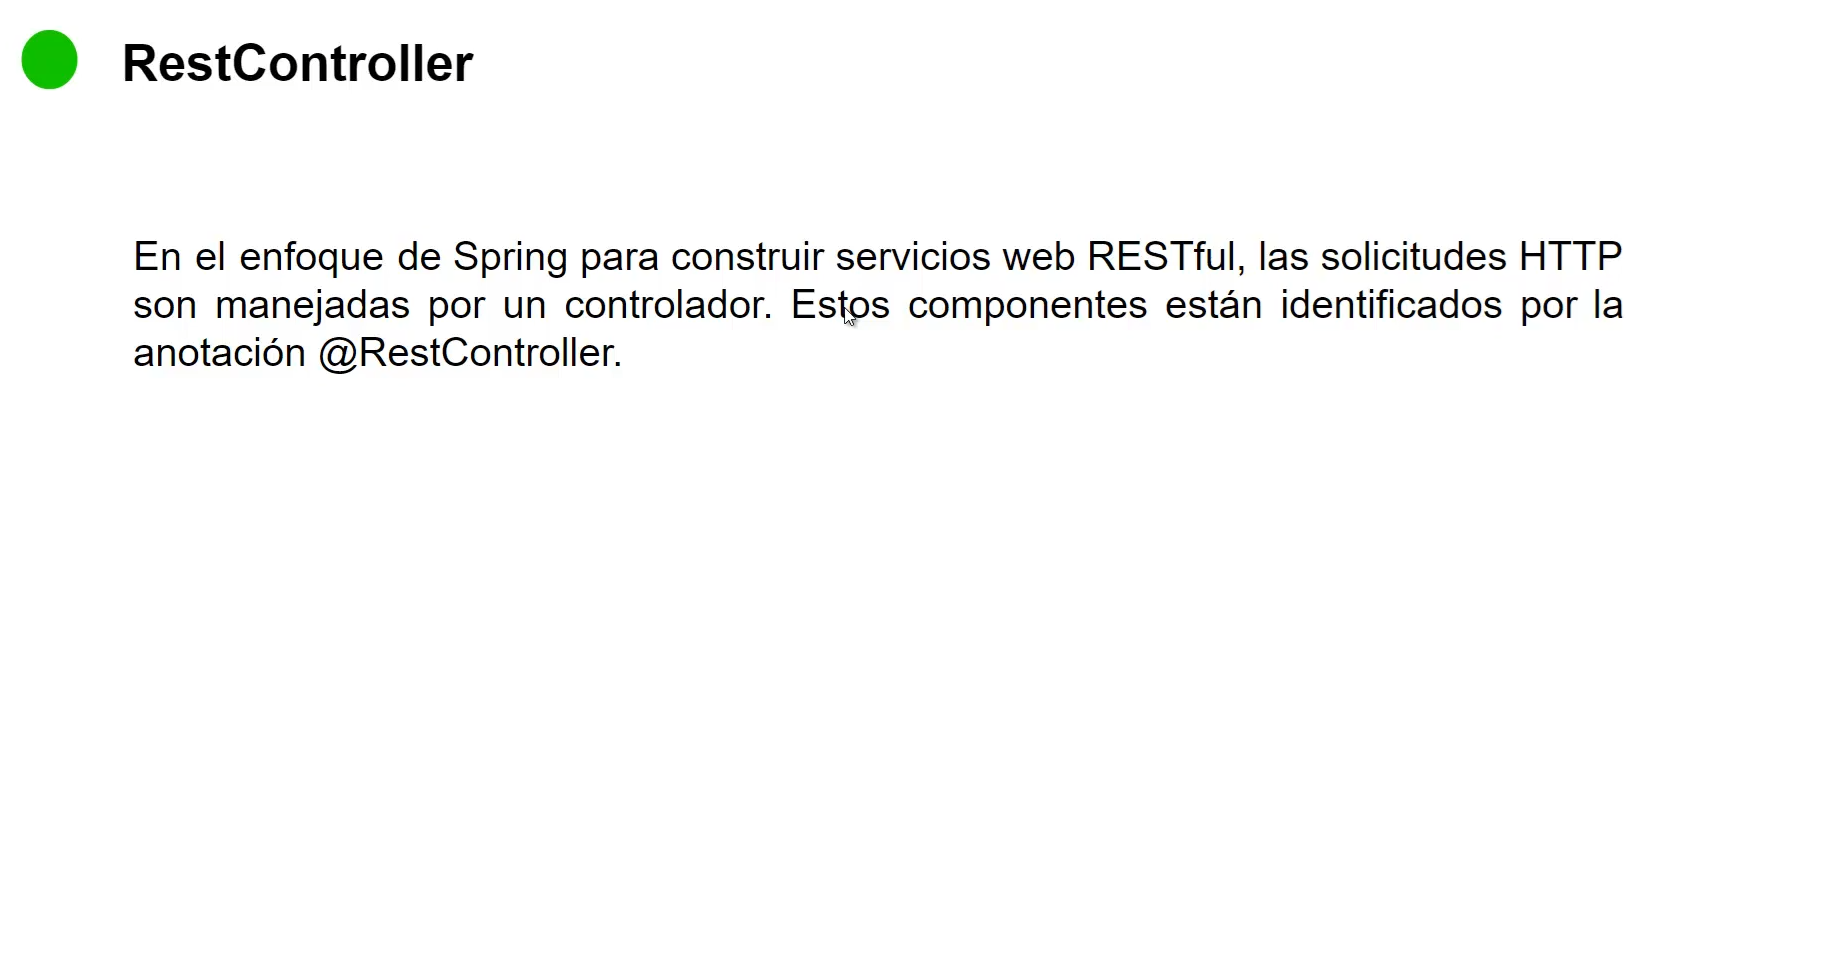 RestController
En el enfoque de Spring para construir servicios web RESTful, las solicitudes HTTP
son manejadas por un controlador. Estos componentes están identificados por la
anotación @RestController.